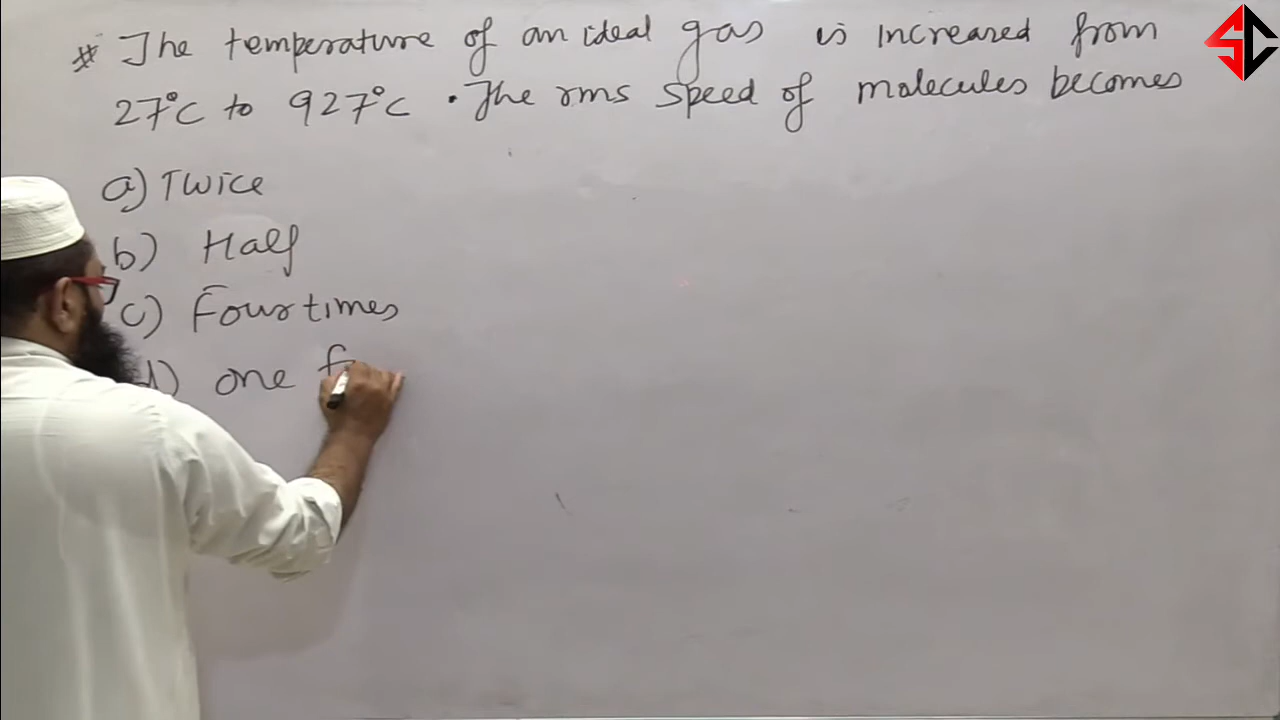 * The temperature of an ideal gas is increased from
27°C to 927°C . The rms speed of molecules becomes
a) Twice
b) Half
c) Four times
d) one f
SC